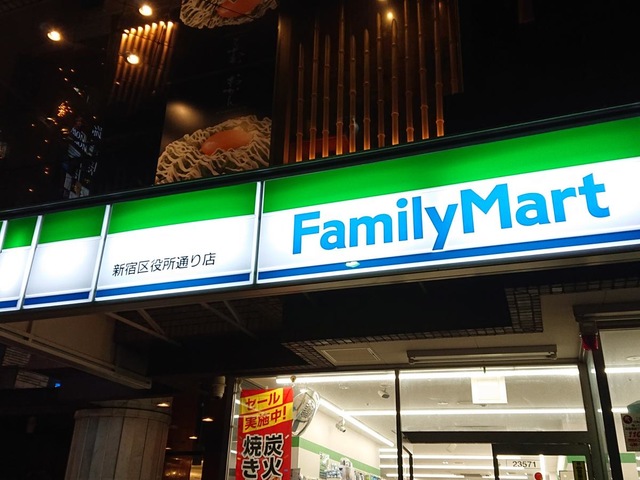 FamilyMart
新宿区役所通り店
セール
実施中!
炭火
焼き
23571